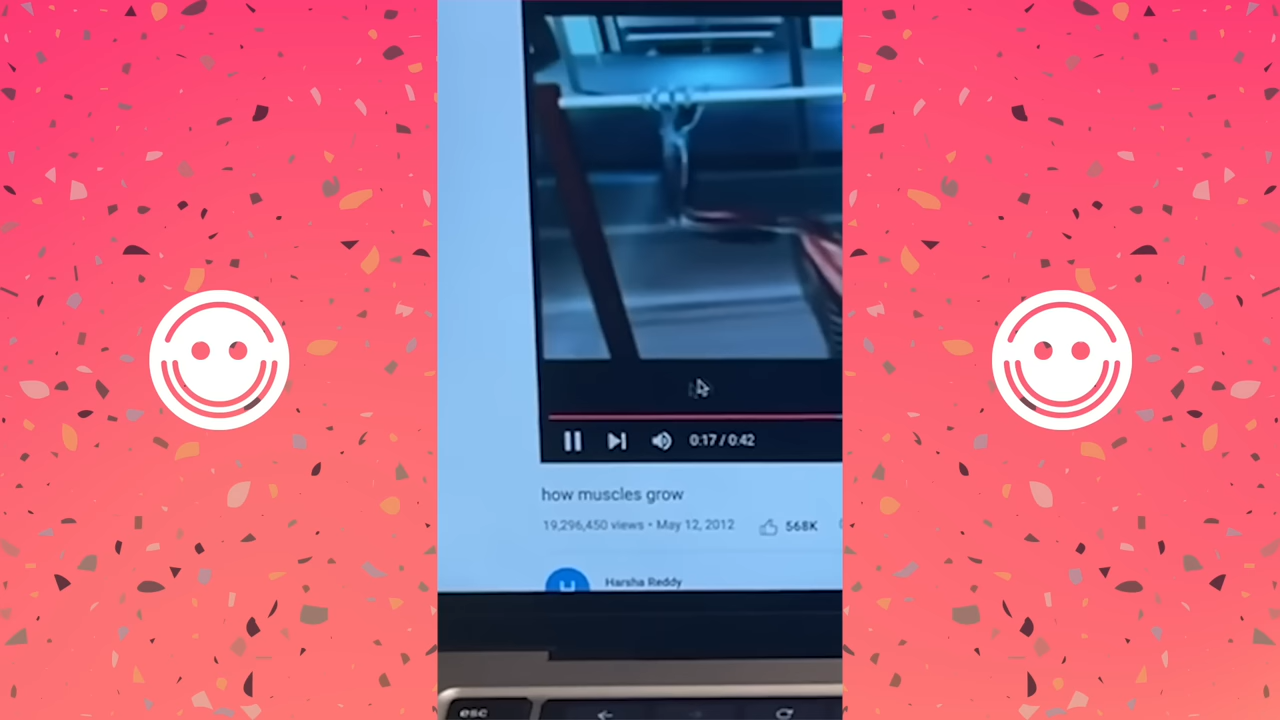 0:17 / 0:42
how muscles grow
19,296,450 views • May 12, 2012 568K
Harsha Reddy
H
esc